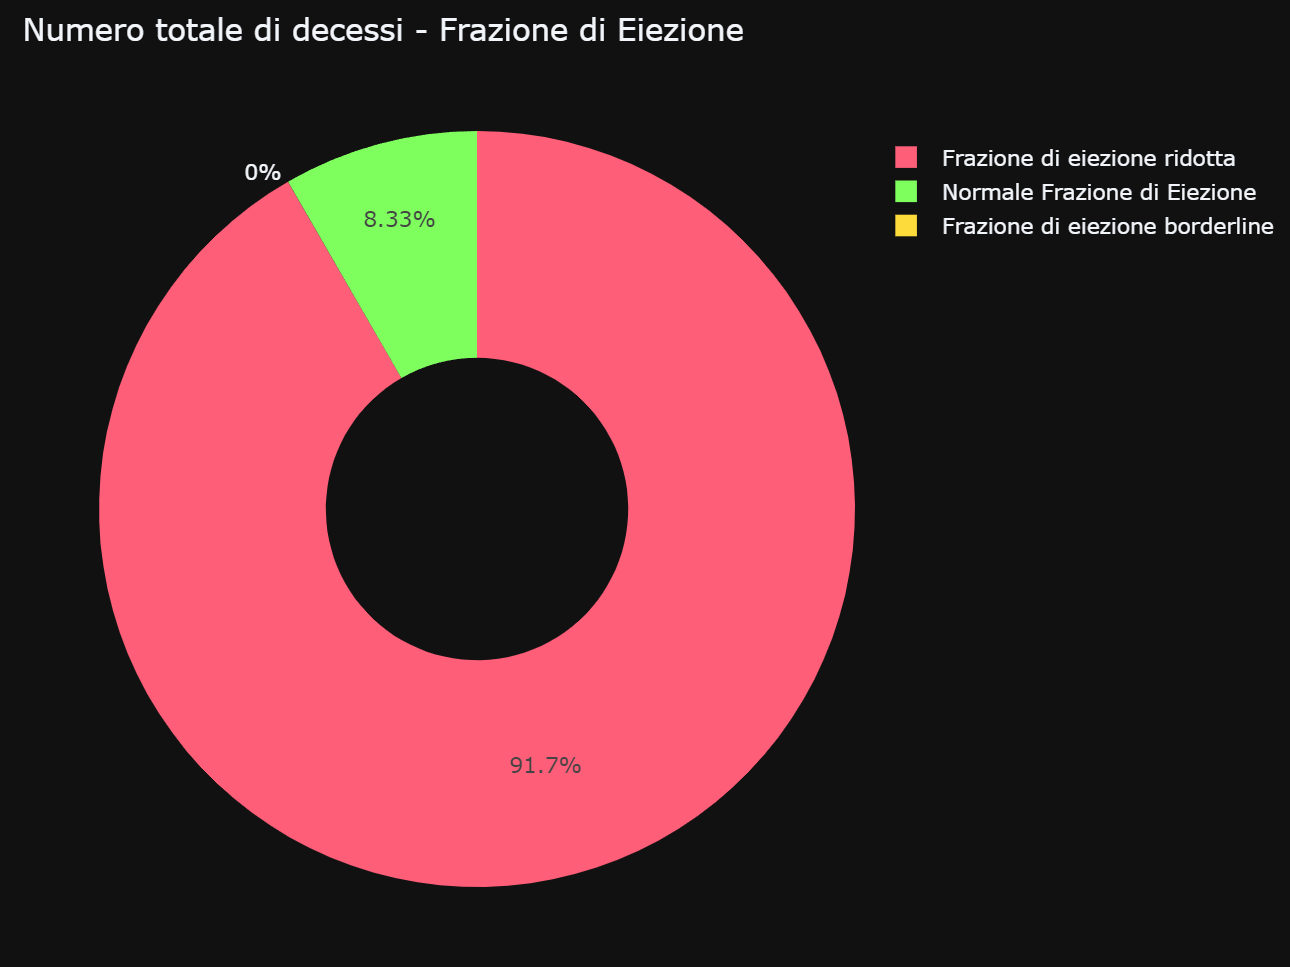 Numero totale di decessi - Frazione di Eiezione
0%
8.33%
91.7%
Frazione di eiezione ridotta
Normale Frazione di Eiezione
Frazione di eiezione borderline